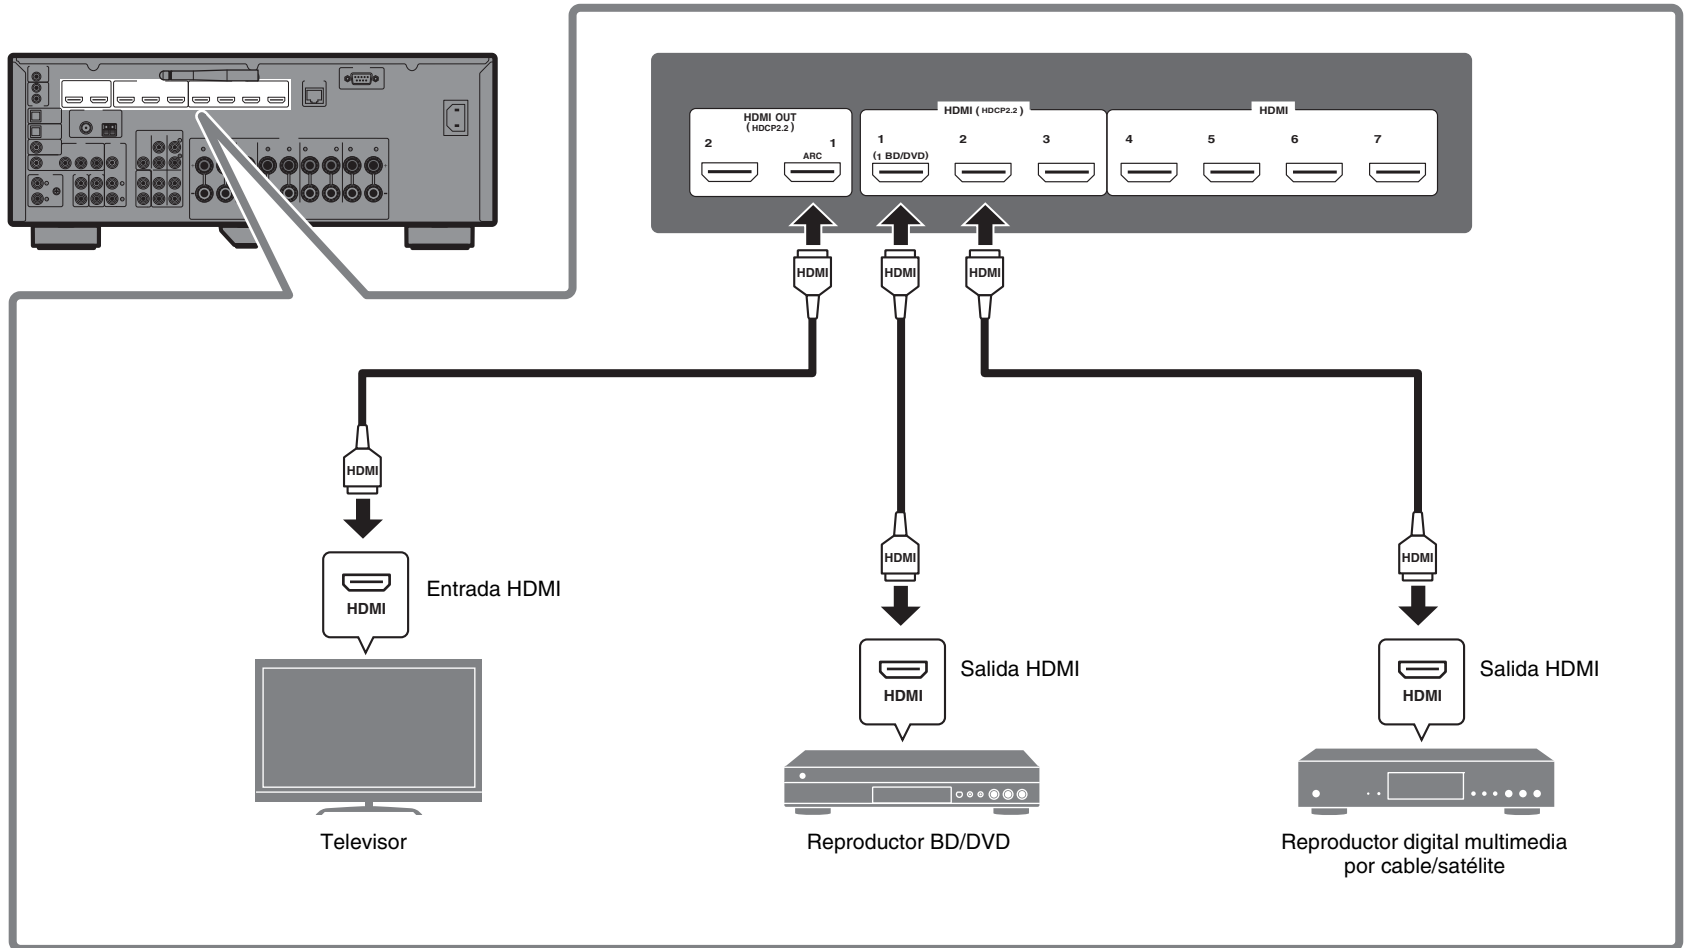 HDMI OUT
(HDCP2.2)
2 1
ARC
HDMI (HDCP2.2)
1 2 3
(1 BD/DVD)
HDMI
4 5 6 7
HDMI
HDMI
HDMI
HDMI
HDMI
HDMI
HDMI
Entrada HDMI
HDMI
Salida HDMI
HDMI
Salida HDMI
Televisor
Reproductor BD/DVD
Reproductor digital multimedia
por cable/satélite